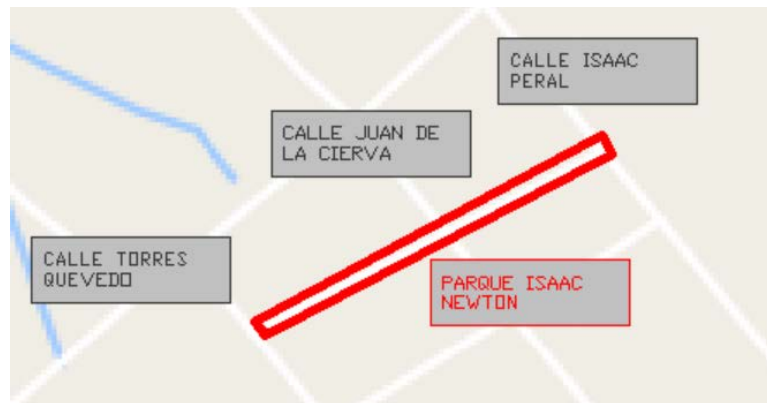 CALLE ISAAC
PERAL
CALLE JUAN DE
LA CIERVA
CALLE TORRES
QUEVEDO
PARQUE ISAAC
NEWTON